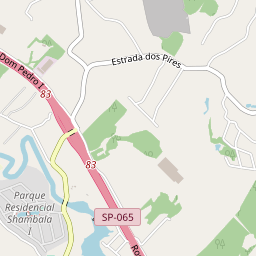 Estrada dos Pires
Dom Pedro I
83
83
Parque
Residencial
Shambala
I
SP-065